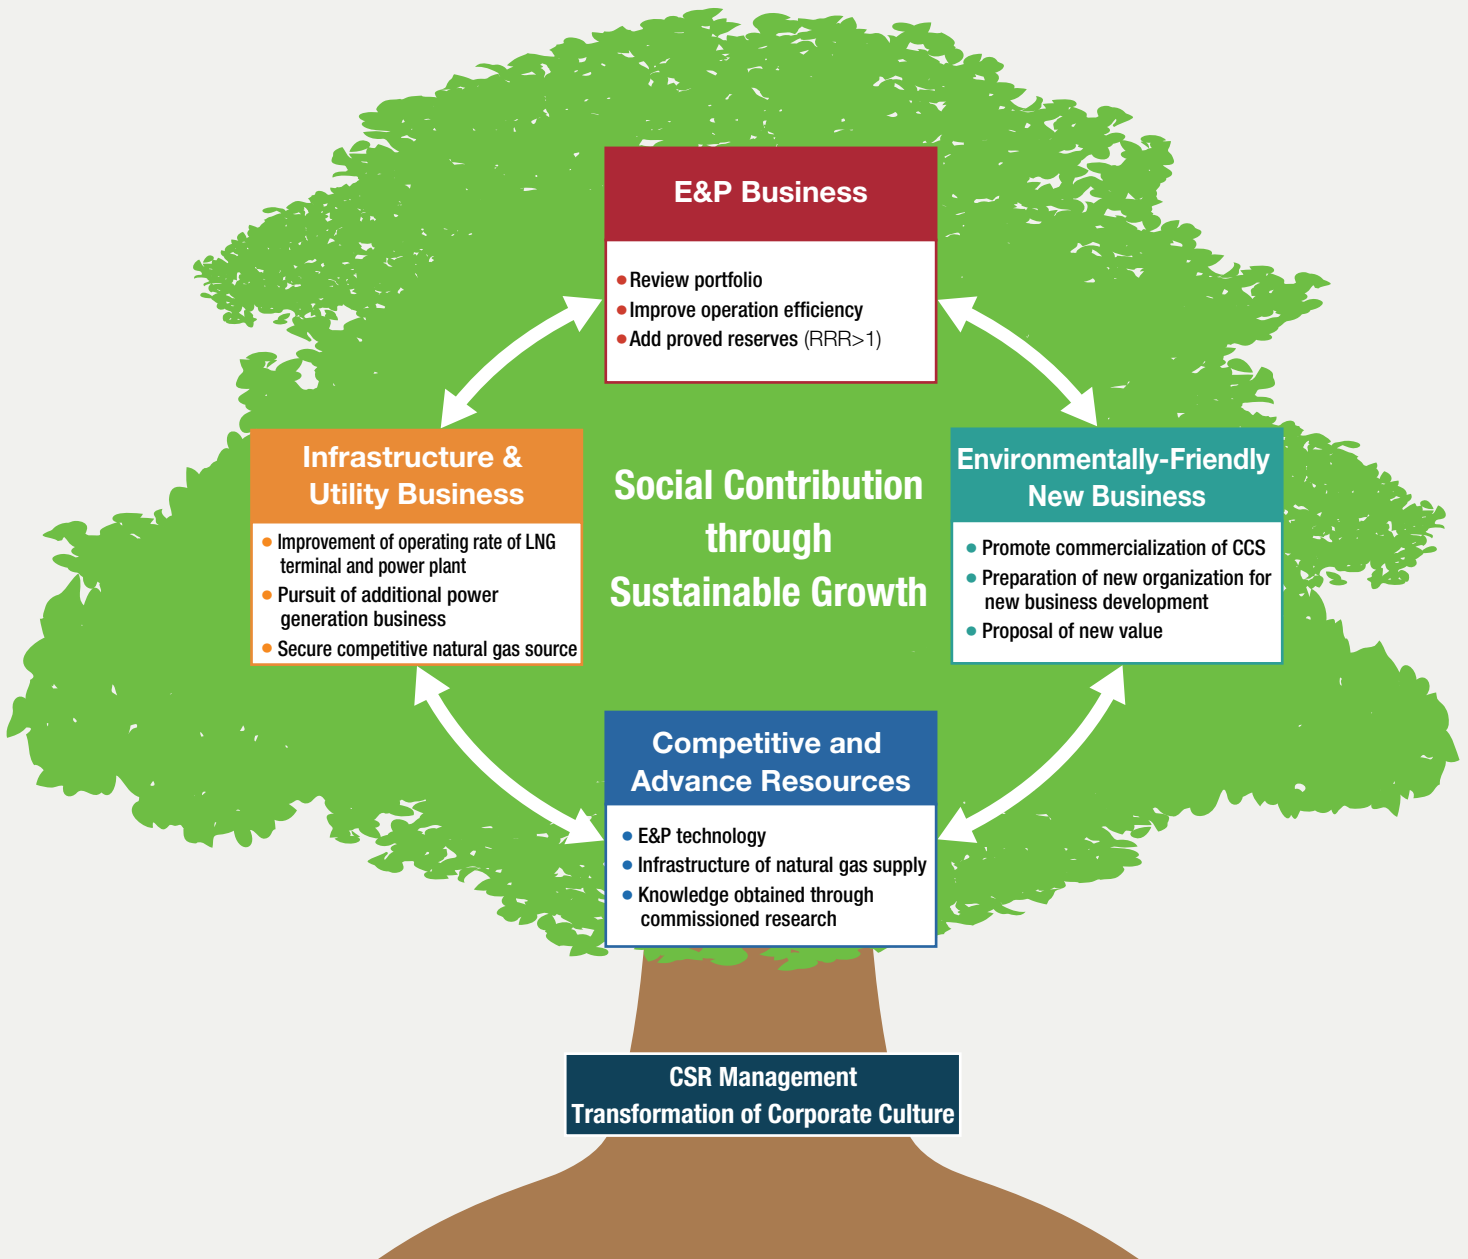 E&P Business
● Review portfolio
● Improve operation efficiency
● Add proved reserves (RRR>1)
Infrastructure &
Utility Business
● Improvement of operating rate of LNG
terminal and power plant
● Pursuit of additional power
generation business
● Secure competitive natural gas source
Social Contribution
through
Sustainable Growth
Environmentally-Friendly
New Business
● Promote commercialization of CCS
● Preparation of new organization for
new business development
● Proposal of new value
Competitive and
Advance Resources
● E&P technology
● Infrastructure of natural gas supply
● Knowledge obtained through
commissioned research
CSR Management
Transformation of Corporate Culture